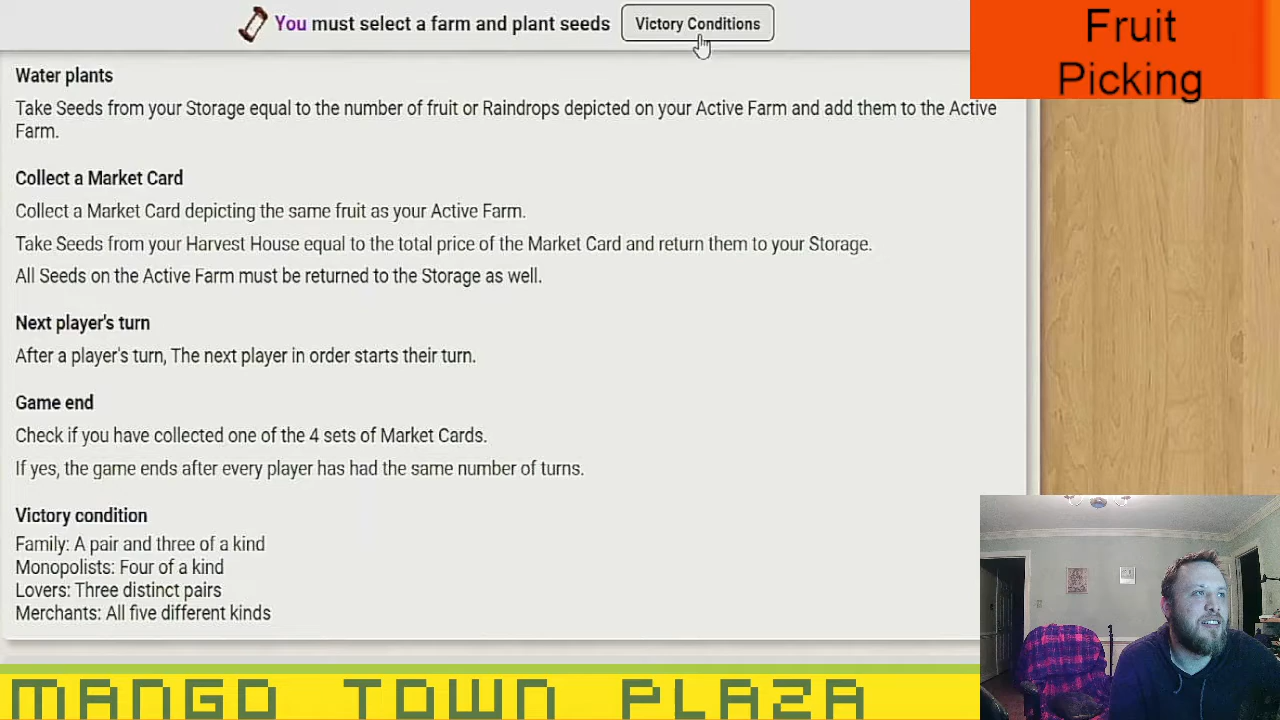 You must select a farm and plant seeds
Victory Conditions
Fruit
Picking
Water plants
Take Seeds from your Storage equal to the number of fruit or Raindrops depicted on your Active Farm and add them to the Active
Farm.
Collect a Market Card
Collect a Market Card depicting the same fruit as your Active Farm.
Take Seeds from your Harvest House equal to the total price of the Market Card and return them to your Storage.
All Seeds on the Active Farm must be returned to the Storage as well.
Next player's turn
After a player's turn, The next player in order starts their turn.
Game end
Check if you have collected one of the 4 sets of Market Cards.
If yes, the game ends after every player has had the same number of turns.
Victory condition
Family: A pair and three of a kind
Monopolists: Four of a kind
Lovers: Three distinct pairs
Merchants: All five different kinds
MANGO TOWN PLAZA